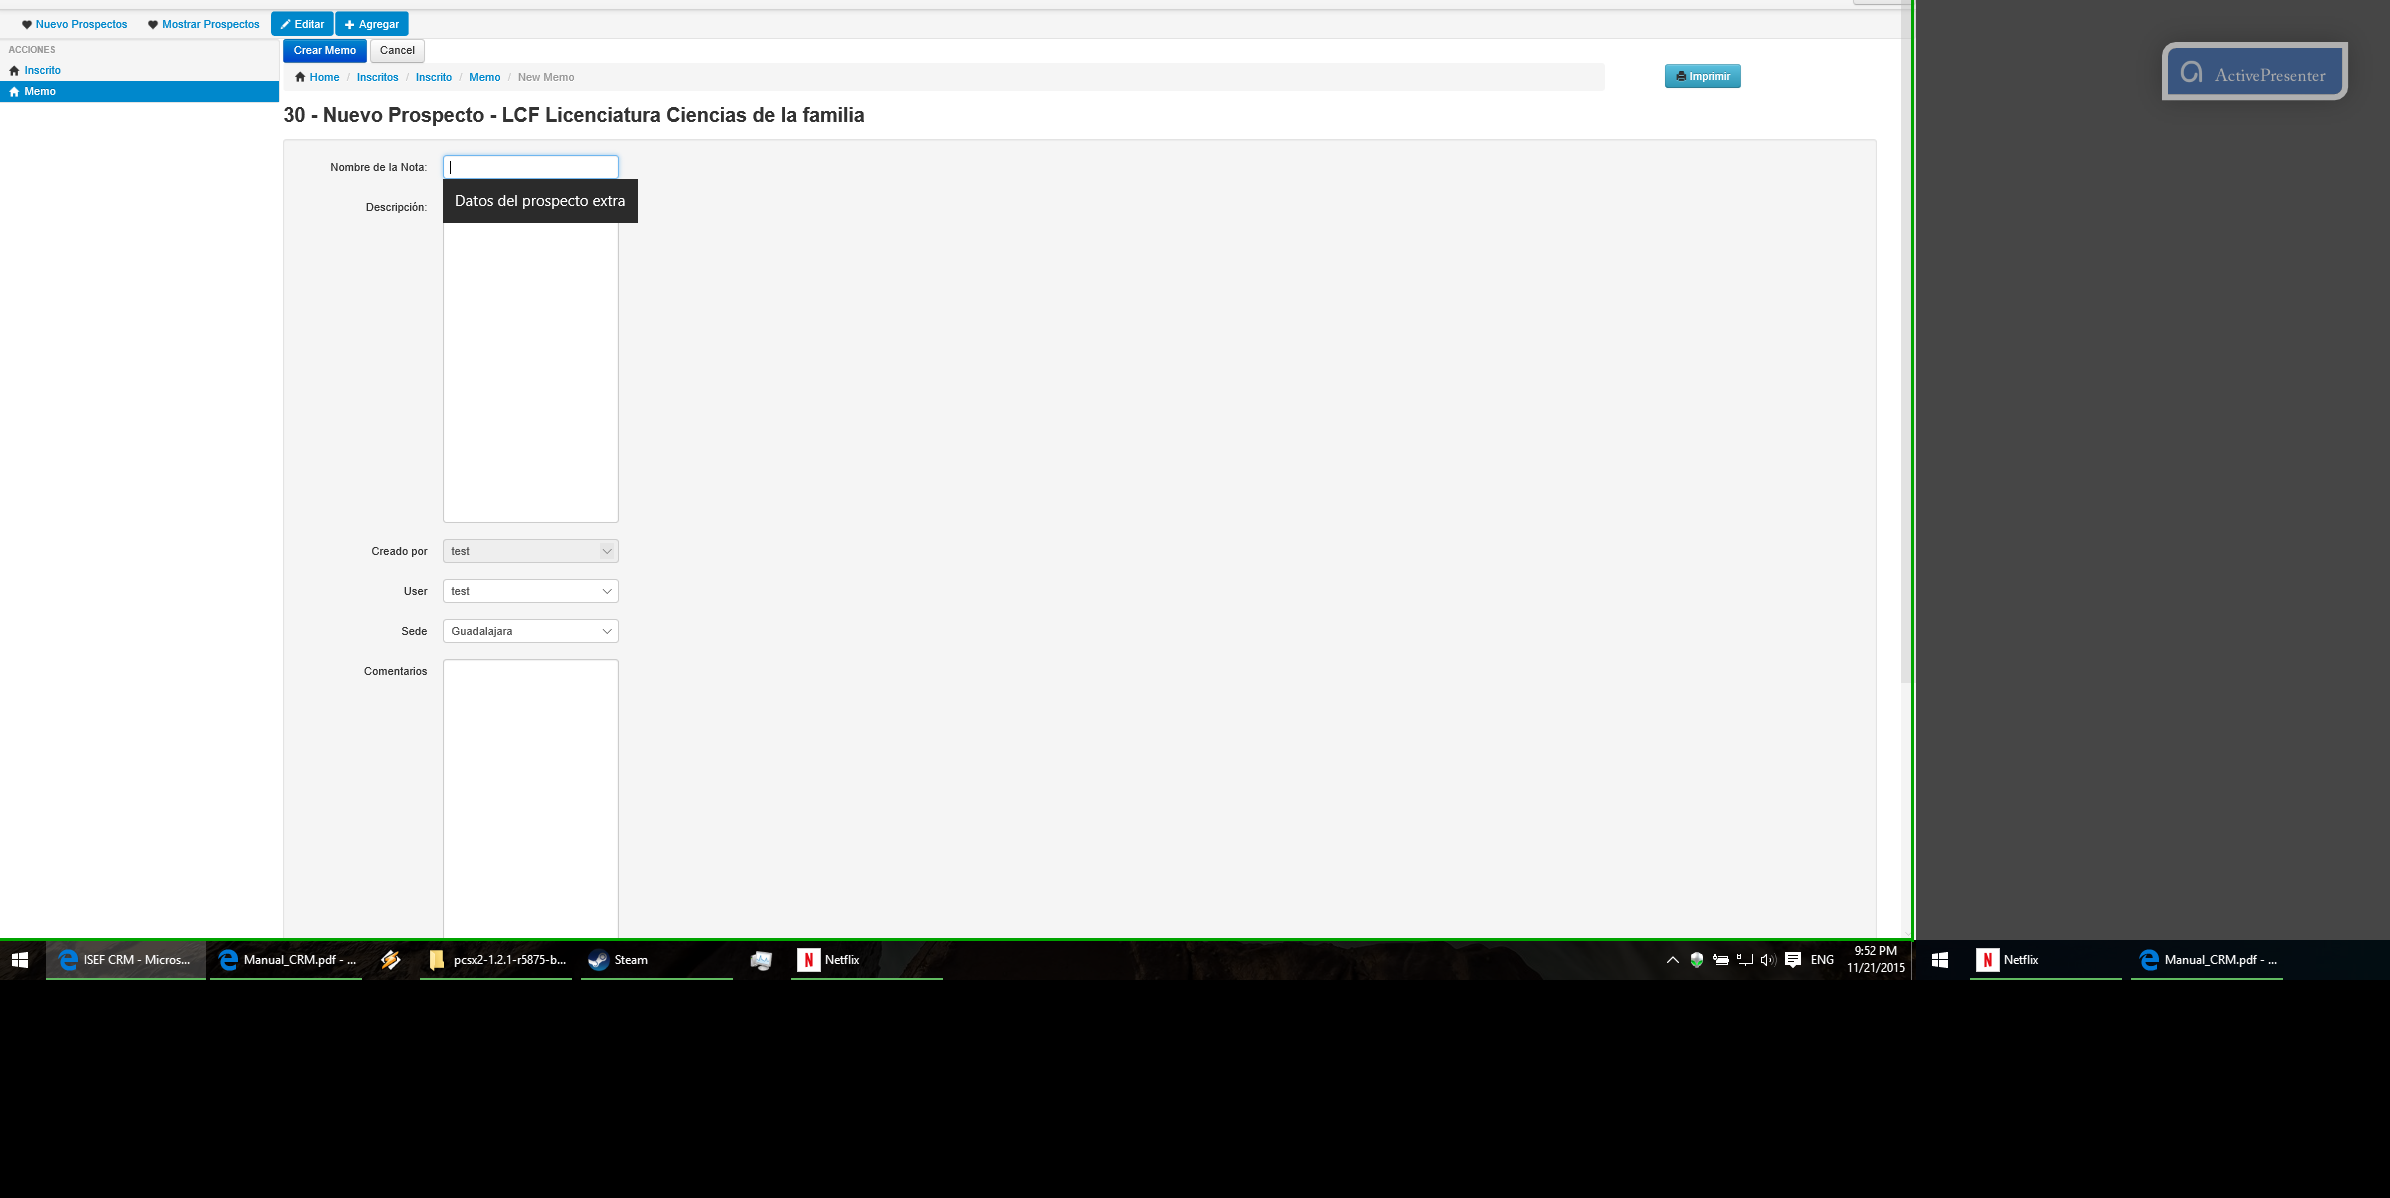 Nuevo Prospectos Mostrar Prospectos Editar Agregar
ACCIONES
Inscrito
Memo
Crear Memo Cancel
Home / Inscritos / Inscrito / Memo / New Memo
Imprimir
30 - Nuevo Prospecto - LCF Licenciatura Ciencias de la familia
Nombre de la Nota:
Datos del prospecto extra
Descripción:
Creado por test
User test
Sede Guadalajara
Comentarios
ActivePresenter
ISEF CRM - Micros... Manual_CRM.pdf - ... pcsx2-1.2.1-r5875-b... Steam Netflix ENG 9:52 PM
11/21/2015
Netflix Manual_CRM.pdf - ...